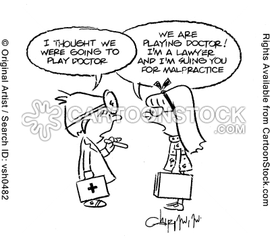 I THOUGHT WE
WERE GOING TO
PLAY DOCTOR
WE ARE
PLAYING DOCTOR!
I'M A LAWYER
AND I'M SUING YOU
FOR MALPRACTICE
CARTOONSTOCK
.com
© Original Artist / Search ID: vsh0482
Rights Available from CartoonStock.com